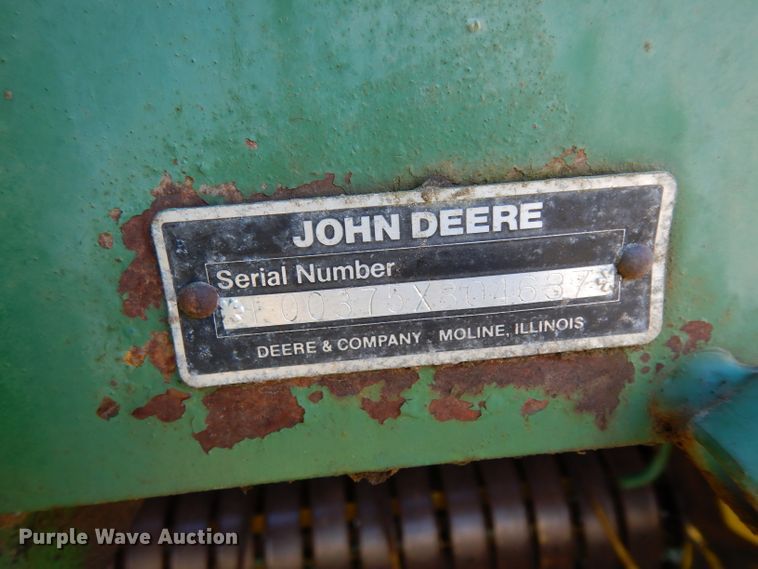 JOHN DEERE
Serial Number
DEERE & COMPANY MOLINE, ILLINOIS
Purple Wave Auction